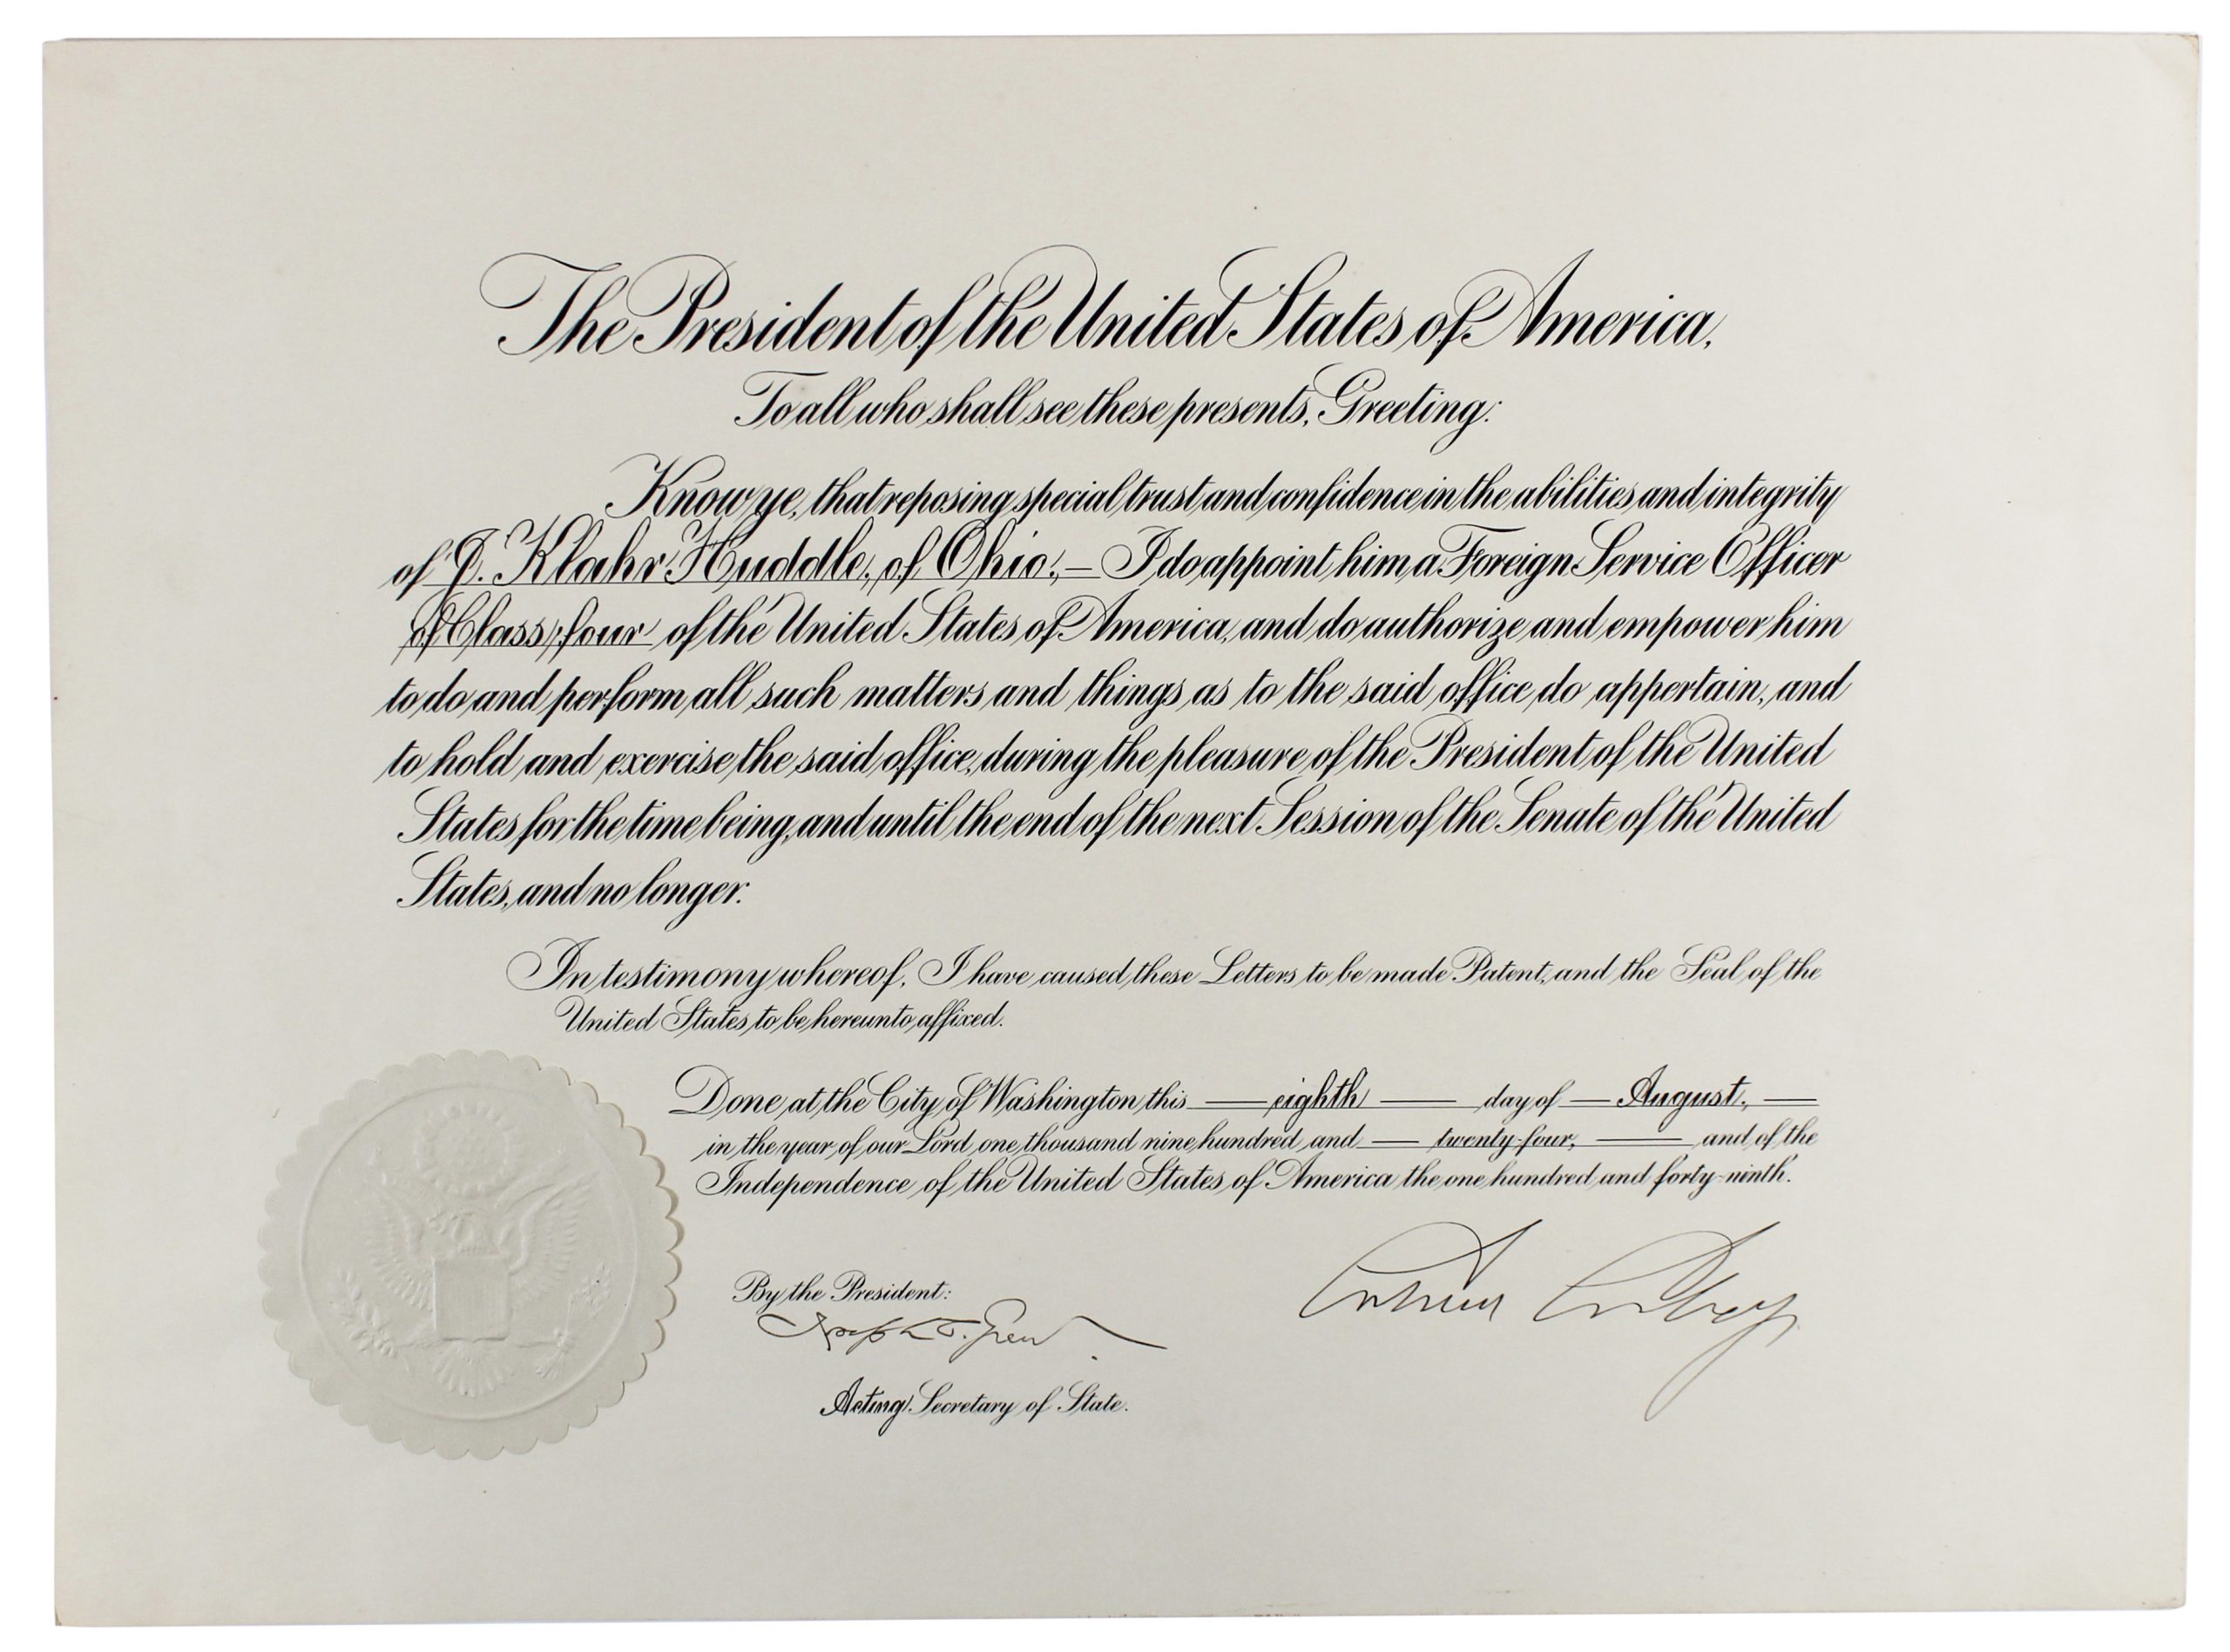 The President of the United States of America,
To all who shall see these presents, Greeting:
Know ye, that reposing special trust and confidence in the abilities and integrity
of J. Klahr Huddle, of Ohio, — I do appoint him a Foreign Service Officer
of Class four of the United States of America, and do authorize and empower him
to do and perform all such matters and things as to the said office do appertain, and
to hold and exercise the said office, during the pleasure of the President of the United
States for the time being, and until the end of the next Session of the Senate of the United
States, and no longer.
In testimony whereof, I have caused these Letters to be made Patent, and the Seal of the
United States to be hereunto affixed.
Done at the City of Washington this — eighth — day of — August, —
in the year of our Lord one thousand nine hundred and — twenty-four, — and of the
Independence of the United States of America the one hundred and forty-ninth.
Calvin Coolidge
By the President:
Joseph C. Grew
Acting Secretary of State.